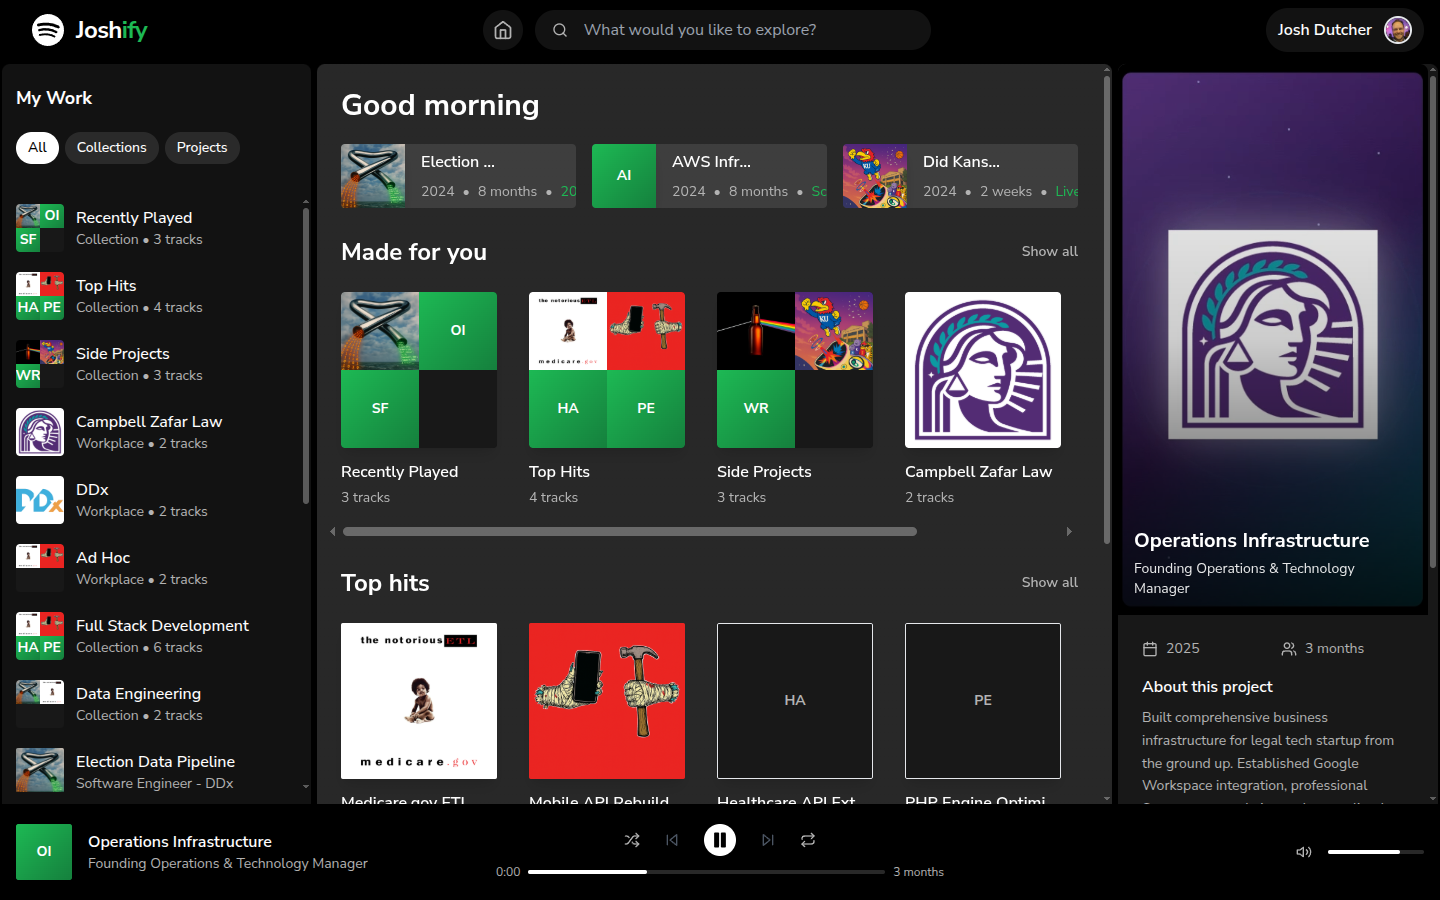 Joshify
What would you like to explore?
Josh Dutcher
My Work
All
Collections
Projects
OI
SF
Recently Played
Collection • 3 tracks
HA PE
Top Hits
Collection • 4 tracks
WR
Side Projects
Collection • 3 tracks
Campbell Zafar Law
Workplace • 2 tracks
DDx
DDx
Workplace • 2 tracks
Ad Hoc
Workplace • 2 tracks
HA PE
Full Stack Development
Collection • 6 tracks
Data Engineering
Collection • 2 tracks
Election Data Pipeline
Software Engineer - DDx
Good morning
Election ...
2024 • 8 months • 20
AI
AWS Infr...
2024 • 8 months • Sc
KU
Did Kans...
2024 • 2 weeks • Live
Made for you
Show all
OI
SF
Recently Played
3 tracks
the notorious ETL
medicare.gov
HA
PE
Top Hits
4 tracks
KU
WR
Side Projects
3 tracks
Campbell Zafar Law
2 tracks
Top hits
Show all
the notorious ETL
medicare.gov
Medicare.gov ETL
Mobile API Rebuild
HA
Healthcare API Ext...
PE
PHP Engine Optimi...
Operations Infrastructure
Founding Operations & Technology
Manager
2025
3 months
About this project
Built comprehensive business
infrastructure for legal tech startup from
the ground up. Established Google
Workspace integration, professional
OI
Operations Infrastructure
Founding Operations & Technology Manager
0:00
3 months